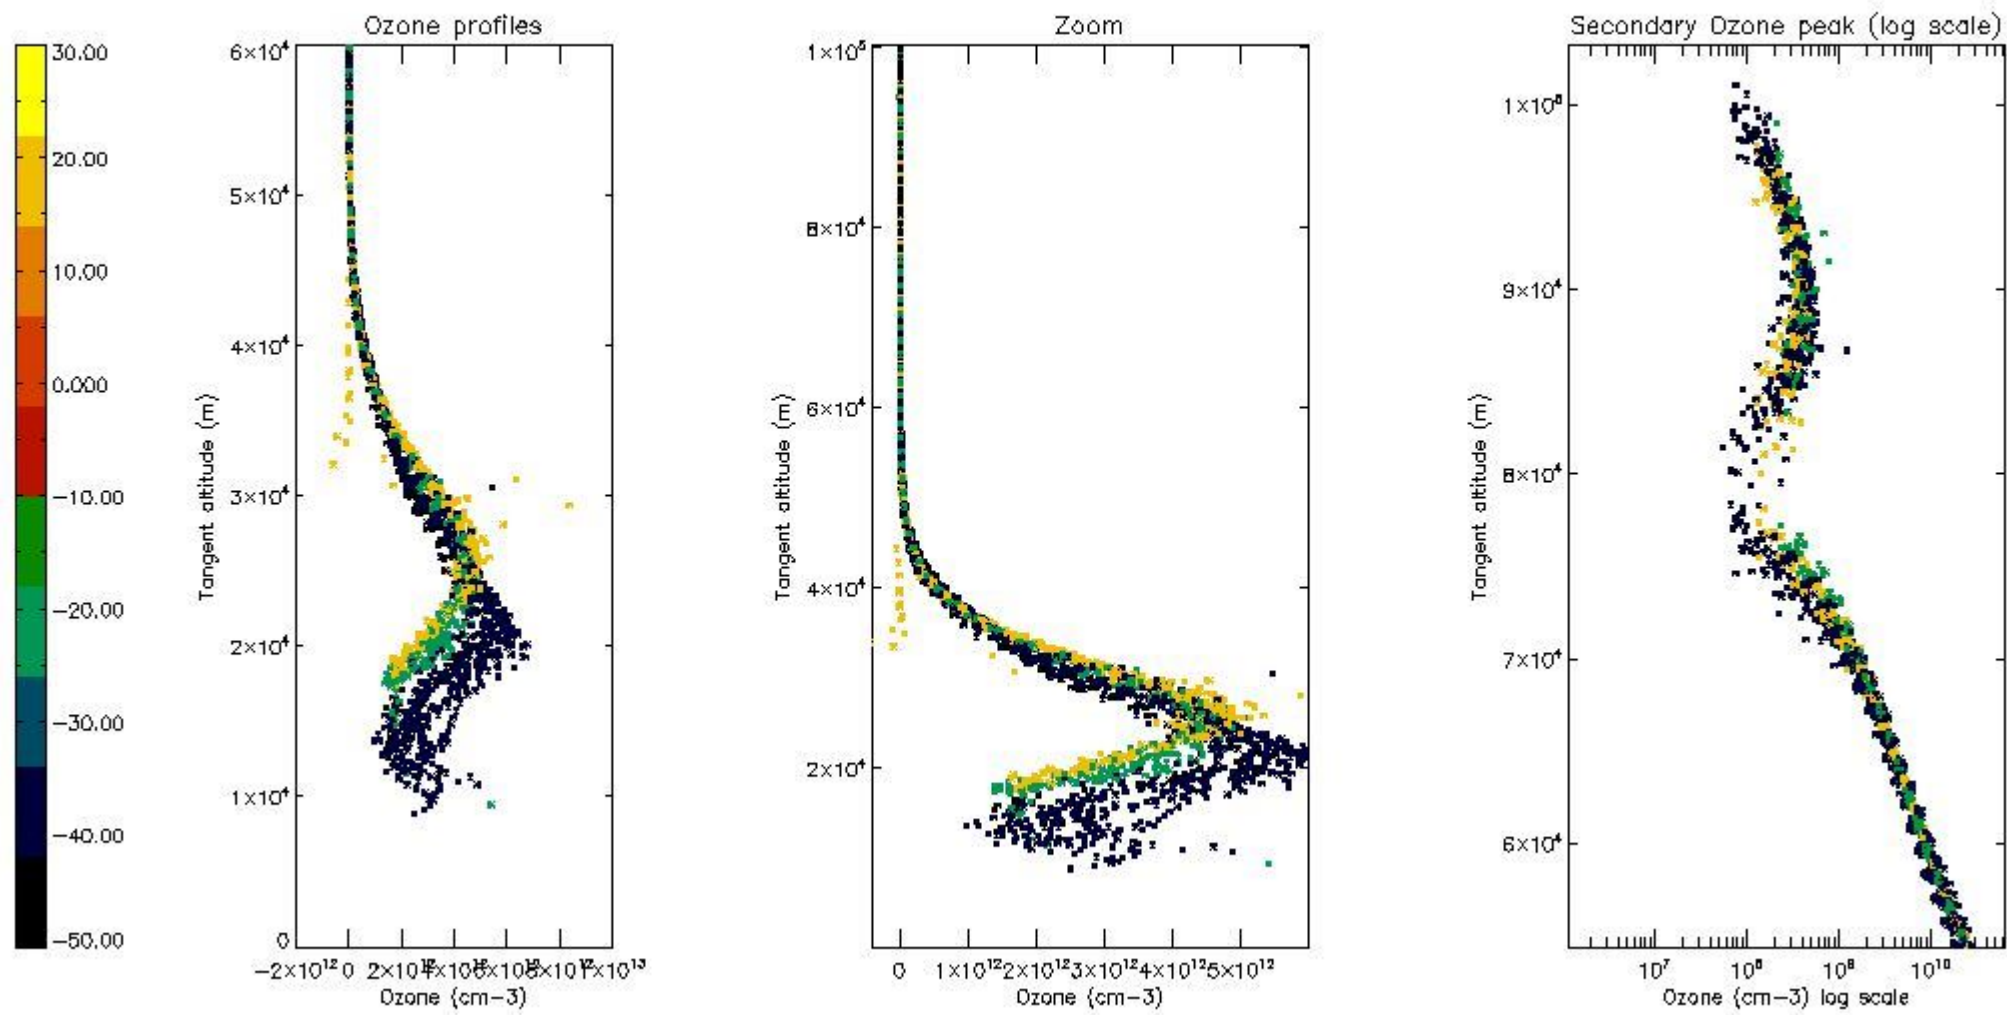 Ozone profiles
Zoom
Secondary Ozone peak (log scale)
30.00
20.00
10.00
0.000
−10.00
−20.00
−30.00
−40.00
−50.00
6×10⁴
5×10⁴
4×10⁴
3×10⁴
2×10⁴
1×10⁴
0
Tangent altitude (m)
−2×10¹² 0
Ozone (cm−3)
1×10⁵
8×10⁴
6×10⁴
4×10⁴
2×10⁴
Tangent altitude (m)
0 1×10¹² 2×10¹² 3×10¹² 4×10¹² 5×10¹²
Ozone (cm−3)
9×10⁴
8×10⁴
7×10⁴
6×10⁴
Tangent altitude (m)
10⁷ 10¹⁰
Ozone (cm−3) log scale